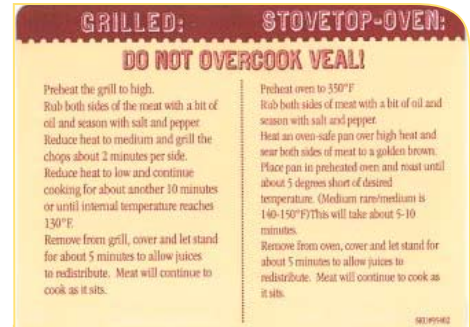 GRILLED:
STOVETOP-OVEN:
DO NOT OVERCOOK VEAL!
Preheat the grill to high.
Rub both sides of the meat with a bit of
oil and season with salt and pepper.
Reduce heat to medium and grill the
chops about 2 minutes per side.
Reduce heat to low and continue
cooking for about another 10 minutes
or until internal temperature reaches
130°F.
Remove from grill, cover and let stand
for about 5 minutes to allow juices
to redistribute. Meat will continue to
cook as it sits.
Preheat oven to 350°F
Rub both sides of meat with a bit of oil and
season with salt and pepper.
Heat an oven-safe pan over high heat and
sear both sides of meat to a golden brown.
Place pan in preheated oven and roast until
about 5 degrees short of desired
temperature. (Medium rare/medium is
140-150°F)This will take about 5-10
minutes.
Remove from oven, cover and let stand for
about 5 minutes to allow juices to
redistribute. Meat will continue to cook as
it sits.